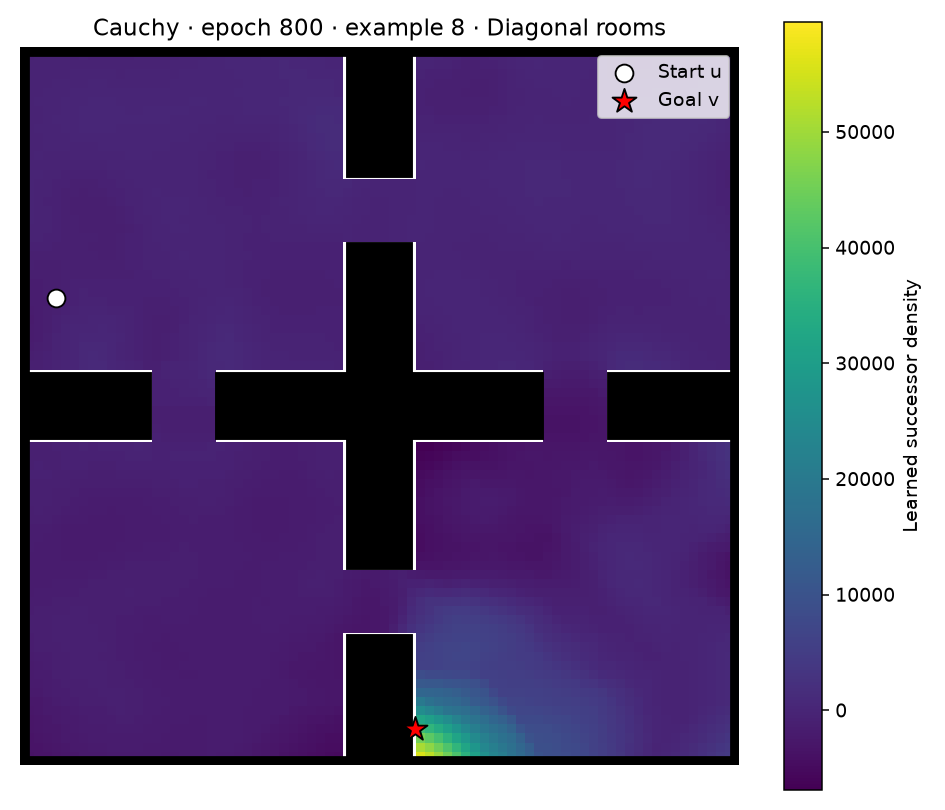 Cauchy · epoch 800 · example 8 · Diagonal rooms
Start u
Goal v
50000
40000
30000
20000
10000
0
Learned successor density